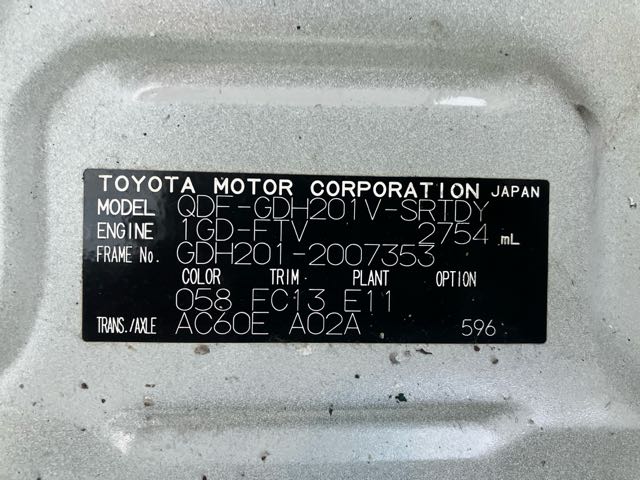 TOYOTA MOTOR CORPORATION JAPAN
MODEL QDF-GDH201V-SRTDY
ENGINE 1GD-FTV 2754 mL
FRAME No. GDH201-2007353
COLOR TRIM PLANT OPTION
058 FC13 E11
TRANS./AXLE AC60E A02A 596